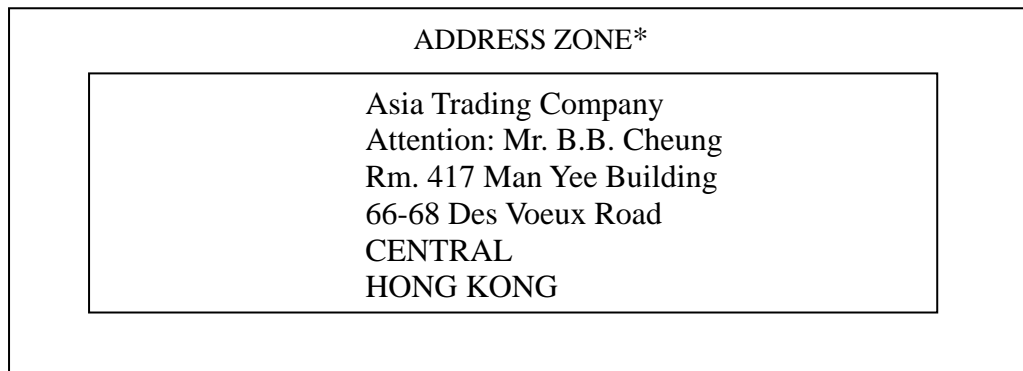 ADDRESS ZONE*
Asia Trading Company
Attention: Mr. B.B. Cheung
Rm. 417 Man Yee Building
66-68 Des Voeux Road
CENTRAL
HONG KONG